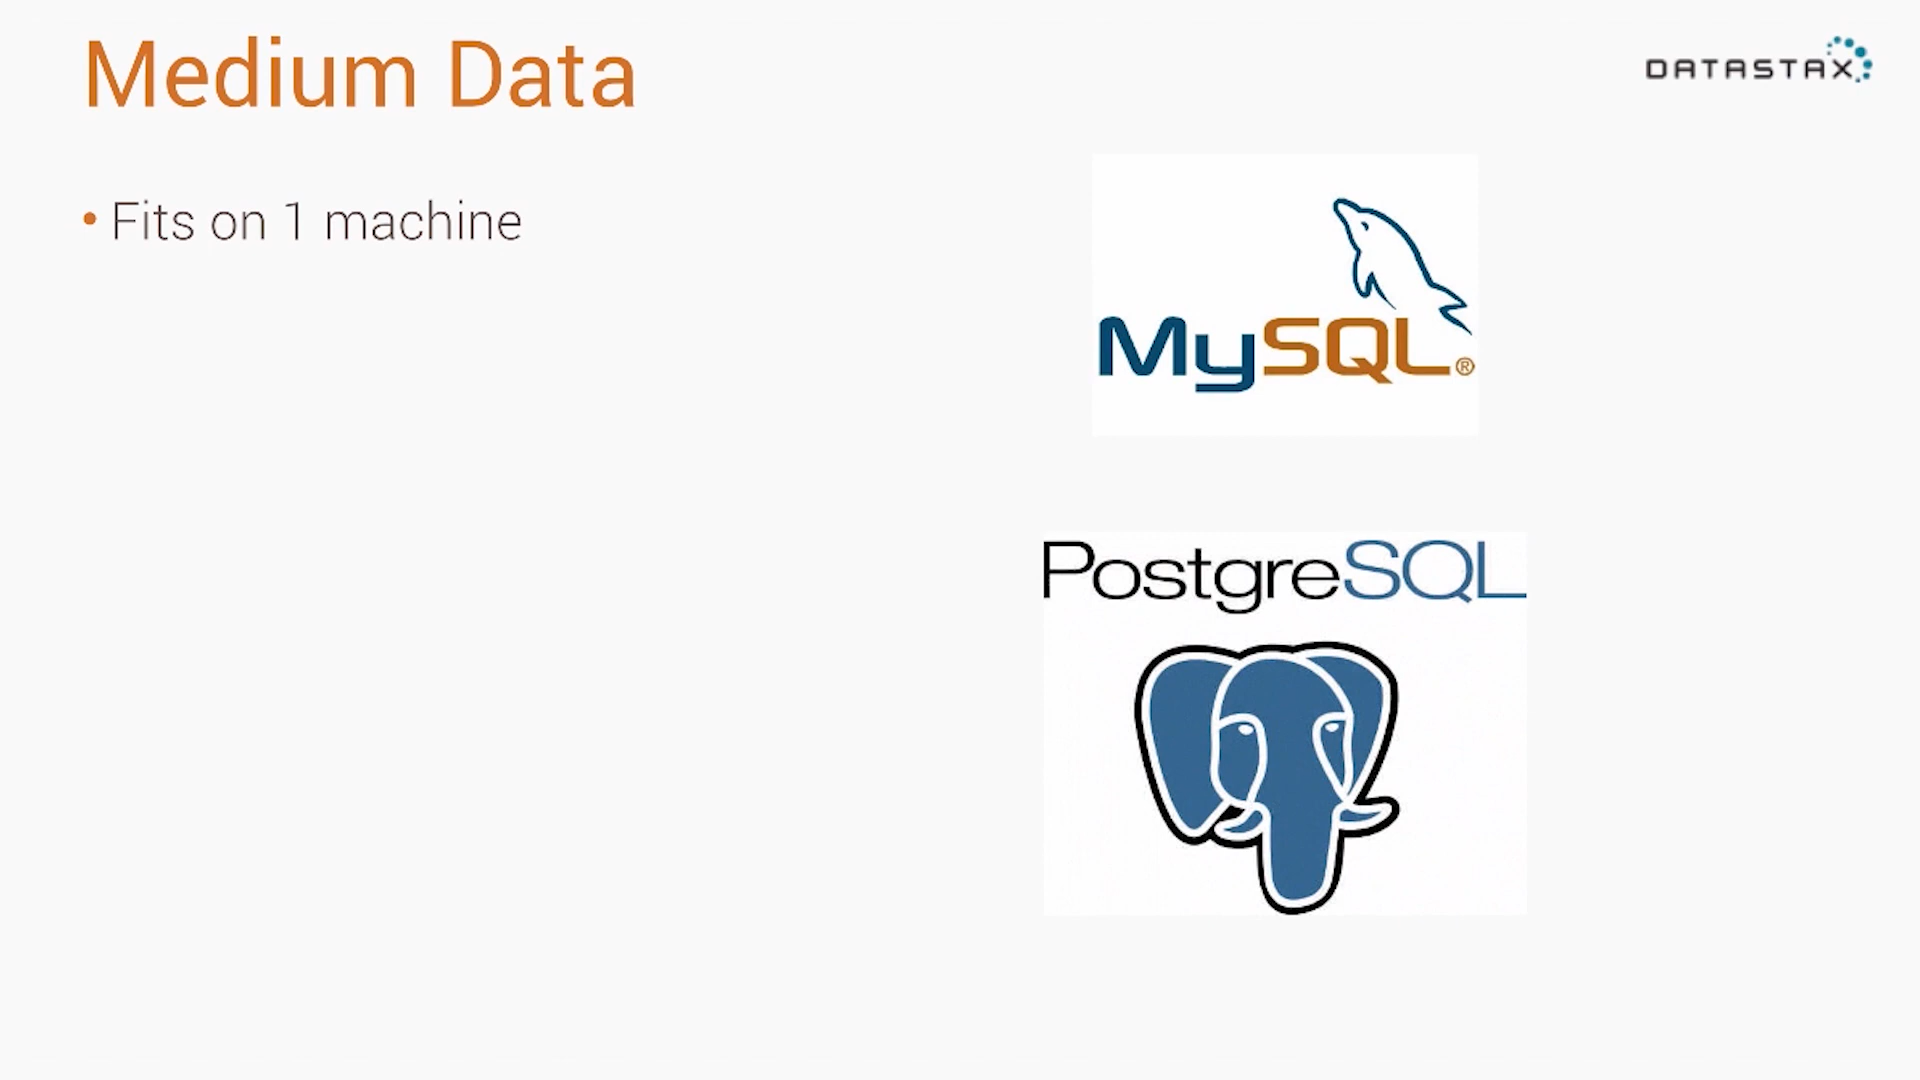 Medium Data
DATASTAX
• Fits on 1 machine
MySQL®
PostgreSQL